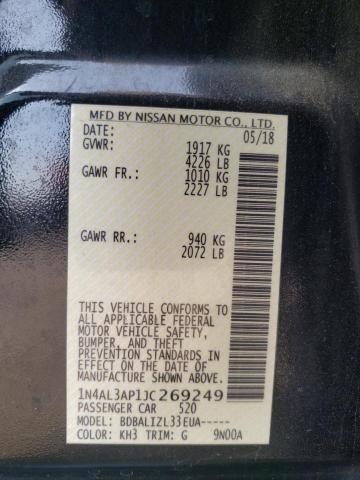 MFD BY NISSAN MOTOR CO., LTD.
DATE: 05/18
GVWR: 1917 KG
4226 LB
GAWR FR.: 1010 KG
2227 LB
GAWR RR.: 940 KG
2072 LB
THIS VEHICLE CONFORMS TO
ALL APPLICABLE FEDERAL
MOTOR VEHICLE SAFETY,
BUMPER, AND THEFT
PREVENTION STANDARDS IN
EFFECT ON THE DATE OF
MANUFACTURE SHOWN ABOVE.
1N4AL3AP1JC269249
PASSENGER CAR 520
MODEL: BDBALIZL33EUA-----
COLOR: KH3 TRIM: G 9N00A